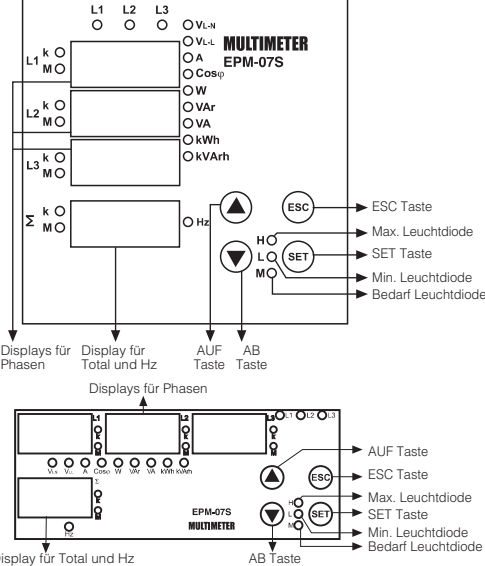 L1 L2 L3
VL-N
VL-L
MULTIMETER
EPM-07S
L1 k
M
A
Cosφ
W
L2 k
M
VAr
VA
kWh
L3 k
M
kVArh
Σ k
M
Hz
ESC
ESC Taste
H
Max. Leuchtdiode
L
SET
SET Taste
M
Min. Leuchtdiode
Bedarf Leuchtdiode
Displays für Phasen
Display für Total und Hz
AUF Taste
AB Taste
Displays für Phasen
L1 k M
L2 k M
L3 k M
L1 L2 L3
VL-N VL-L A Cosφ W VAr VA kWh kVArh
Σ k M
Hz
EPM-07S
MULTIMETER
AUF Taste
ESC
ESC Taste
H
Max. Leuchtdiode
L
SET
SET Taste
M
Min. Leuchtdiode
Bedarf Leuchtdiode
isplay für Total und Hz
AB Taste